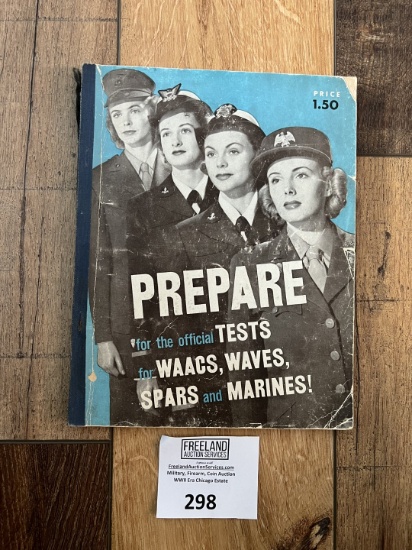 PRICE
1.50
PREPARE
for the official TESTS
for WAACS, WAVES,
SPARS and MARINES!
FREELAND
AUCTION SERVICES
FreelandAuctionServices.com
Military, Firearm, Coin Auction
WWII Era Chicago Estate
298